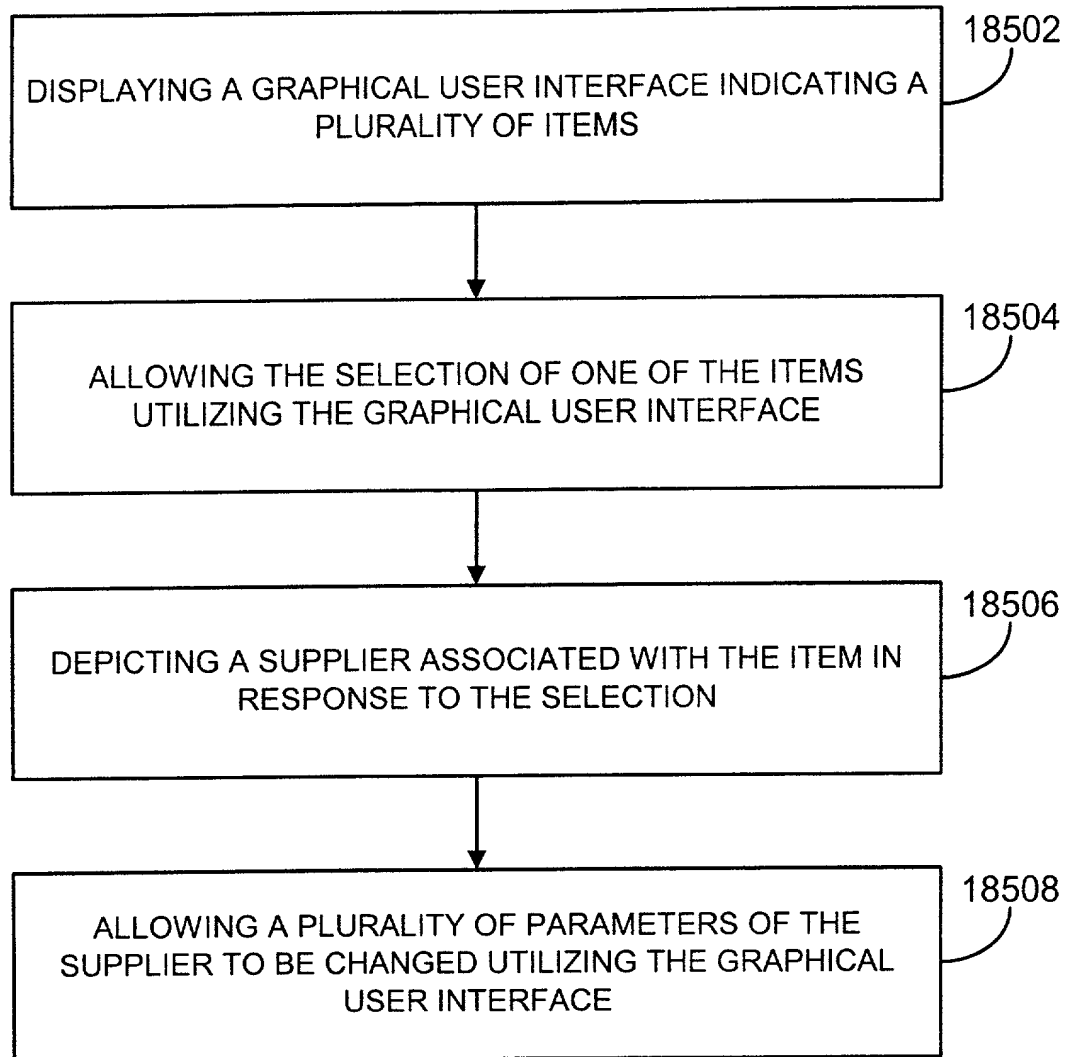 18502
DISPLAYING A GRAPHICAL USER INTERFACE INDICATING A
PLURALITY OF ITEMS
18504
ALLOWING THE SELECTION OF ONE OF THE ITEMS
UTILIZING THE GRAPHICAL USER INTERFACE
18506
DEPICTING A SUPPLIER ASSOCIATED WITH THE ITEM IN
RESPONSE TO THE SELECTION
18508
ALLOWING A PLURALITY OF PARAMETERS OF THE
SUPPLIER TO BE CHANGED UTILIZING THE GRAPHICAL
USER INTERFACE